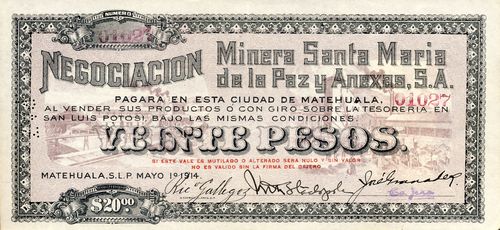 NUMERO
01027
NEGOCIACION Minera Santa Maria
de la Paz y Anexas, S.A.
PAGARA EN ESTA CIUDAD DE MATEHUALA,
01027
AL VENDER SUS PRODUCTOS O CON GIRO SOBRE LA TESORERIA EN
SAN LUIS POTOSÍ, BAJO LAS MISMAS CONDICIONES.
VEINTE PESOS.
SI ESTE VALE ES MUTILADO O ALTERADO SERA NULO Y SIN VALOR
NO ES VALIDO SIN LA FIRMA DEL CAJERO
MATEHUALA, S.L.P. MAYO 1º 1914.
$20.00
Cajero